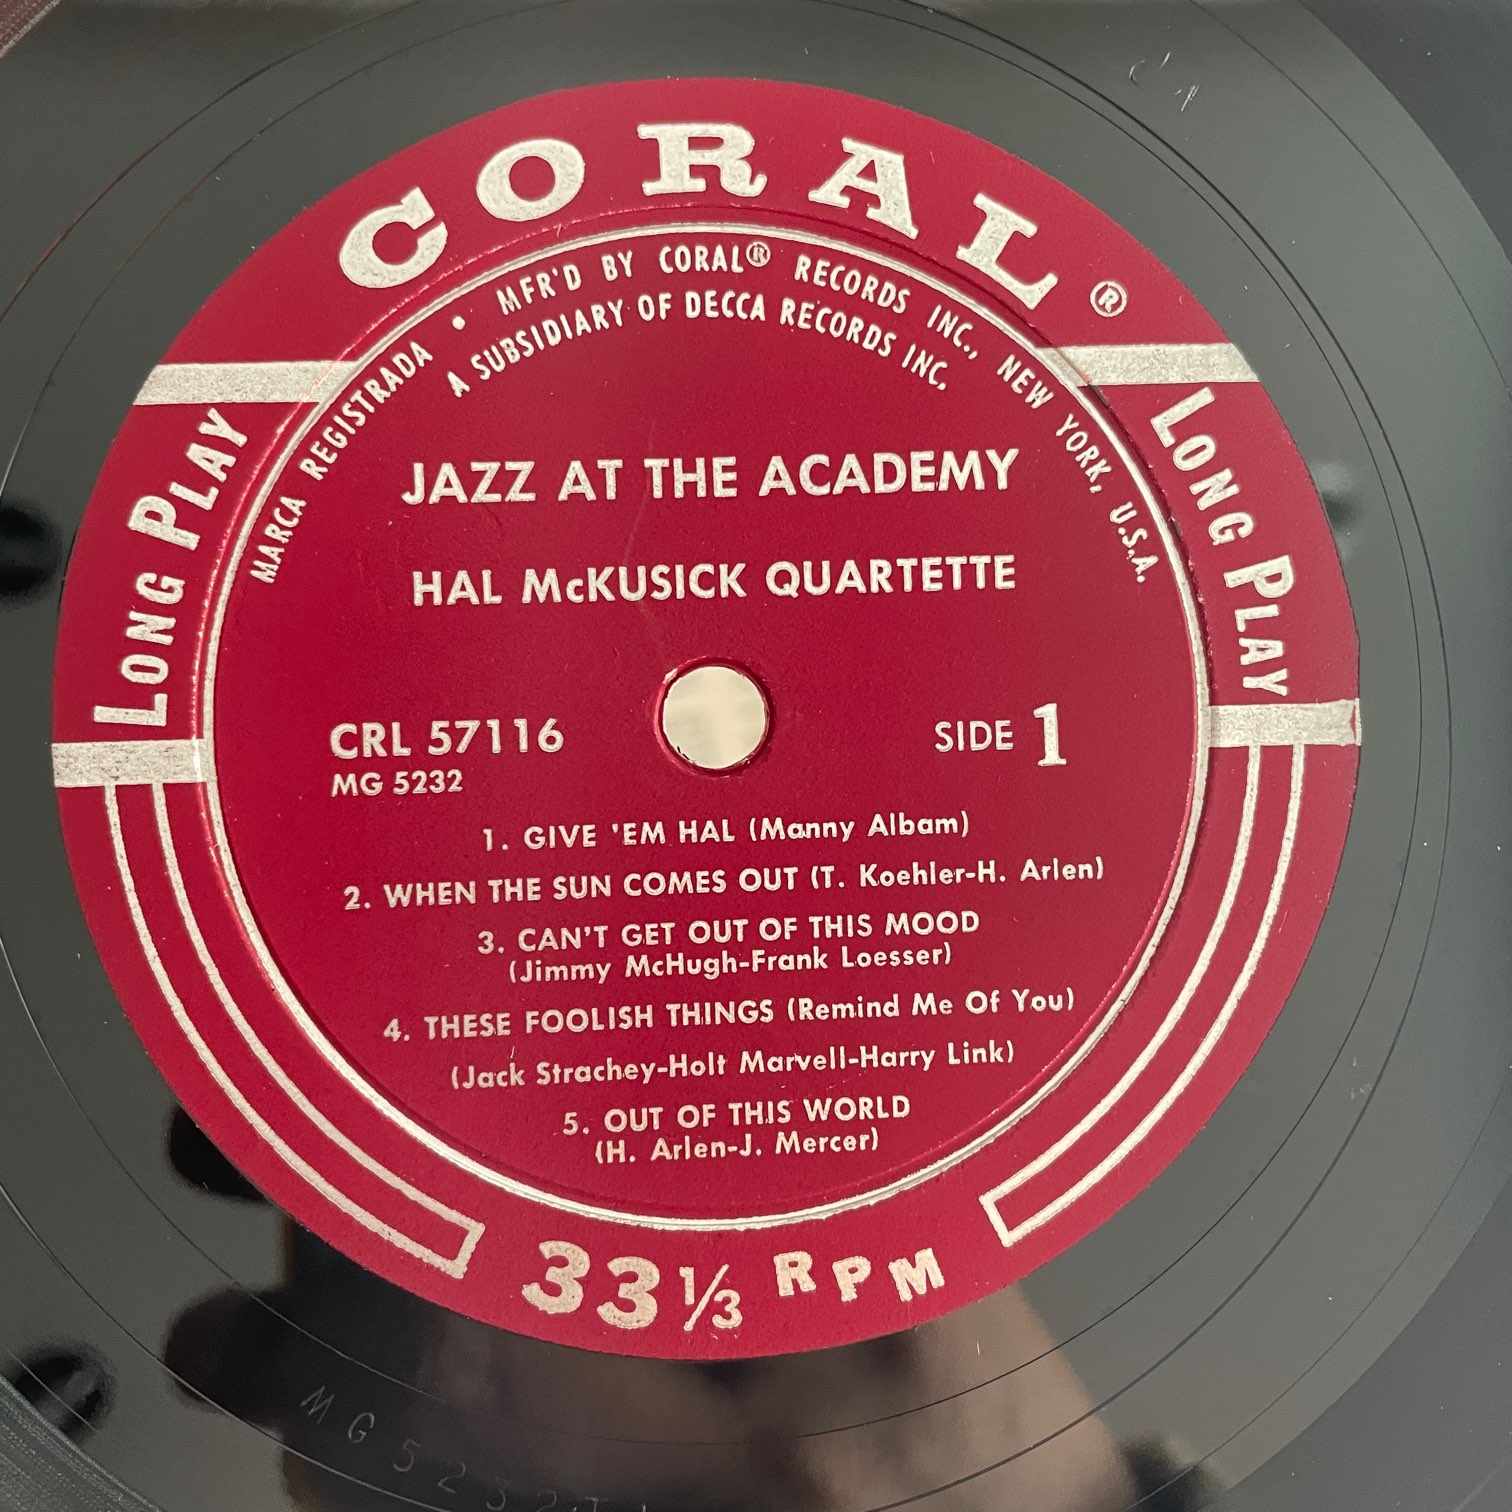 CORAL®
MARCA REGISTRADA • MFR'D BY CORAL® RECORDS INC., NEW YORK, U.S.A.
A SUBSIDIARY OF DECCA RECORDS INC.
LONG PLAY
LONG PLAY
JAZZ AT THE ACADEMY
HAL McKUSICK QUARTETTE
CRL 57116
SIDE 1
MG 5232
1. GIVE 'EM HAL (Manny Albam)
2. WHEN THE SUN COMES OUT (T. Koehler-H. Arlen)
3. CAN'T GET OUT OF THIS MOOD
(Jimmy McHugh-Frank Loesser)
4. THESE FOOLISH THINGS (Remind Me Of You)
(Jack Strachey-Holt Marvell-Harry Link)
5. OUT OF THIS WORLD
(H. Arlen-J. Mercer)
33 1/3 RPM
MG 5232